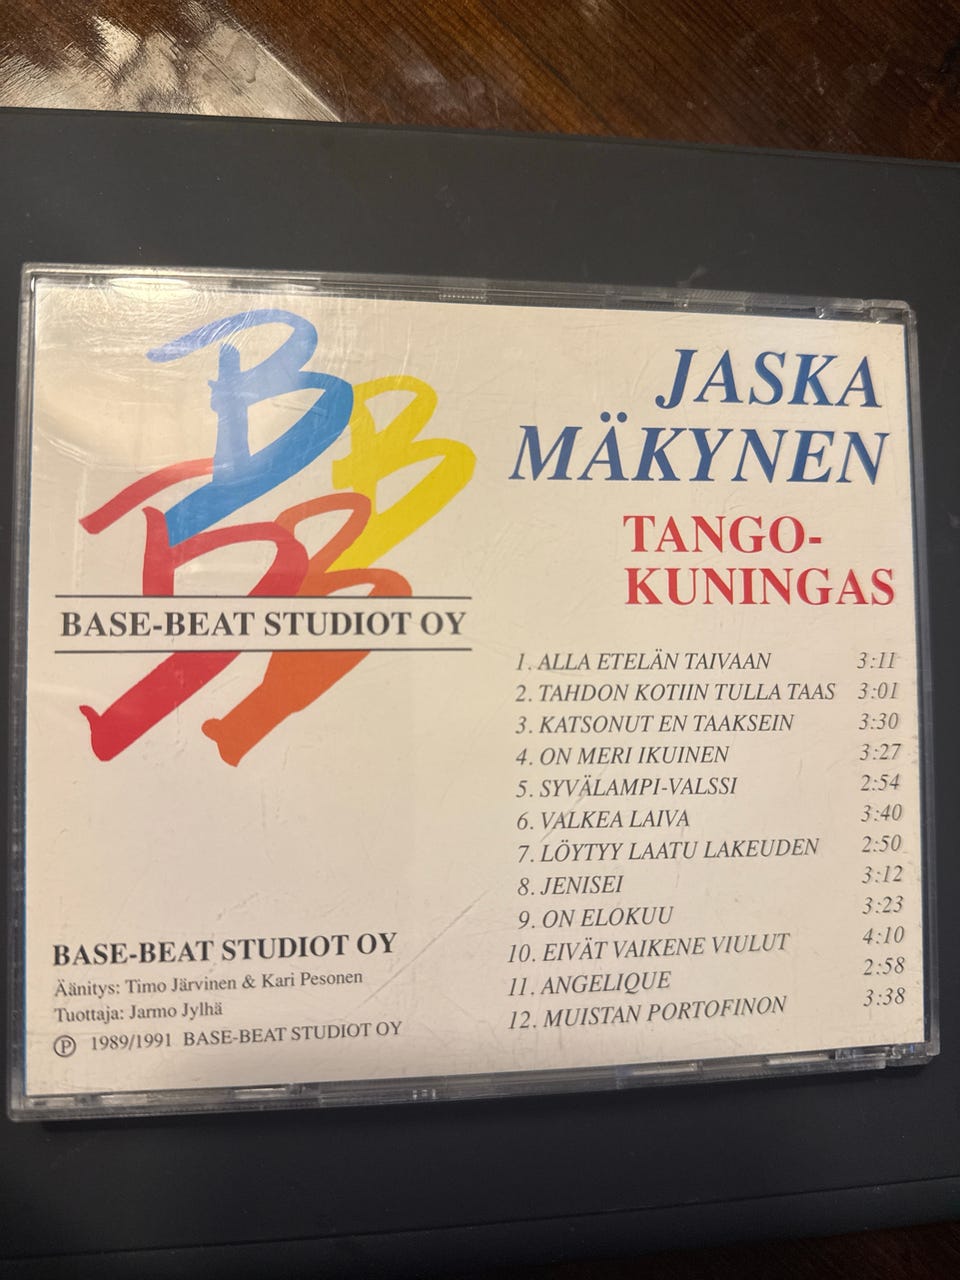 BASE-BEAT STUDIOT OY
JASKA
MÄKYNEN
TANGO-
KUNINGAS
1. ALLA ETELÄN TAIVAAN 3:11
2. TAHDON KOTIIN TULLA TAAS 3:01
3. KATSONUT EN TAAKSEIN 3:30
4. ON MERI IKUINEN 3:27
5. SYVÄLAMPI-VALSSI 2:54
6. VALKEA LAIVA 3:40
7. LÖYTYY LAATU LAKEUDEN 2:50
8. JENISEI 3:12
9. ON ELOKUU 3:23
10. EIVÄT VAIKENE VIULUT 4:10
11. ANGELIQUE 2:58
12. MUISTAN PORTOFINON 3:38
BASE-BEAT STUDIOT OY
Äänitys: Timo Järvinen & Kari Pesonen
Tuottaja: Jarmo Jylhä
Ⓟ 1989/1991 BASE-BEAT STUDIOT OY